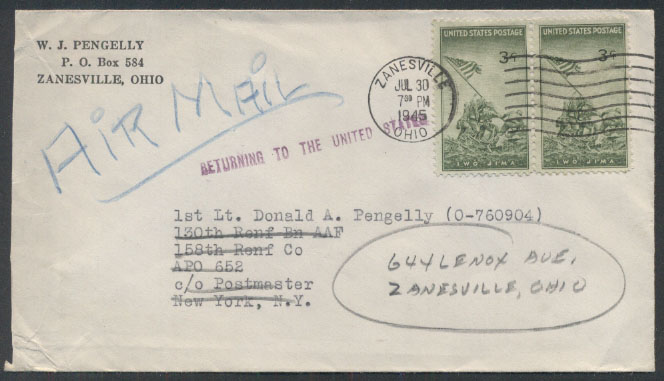 W. J. PENGELLY
P. O. Box 584
ZANESVILLE, OHIO
AIR MAIL
RETURNING TO THE UNITED STATES
ZANESVILLE
JUL 30
7 30 PM
1945
OHIO
UNITED STATES POSTAGE
3¢
IWO JIMA
UNITED STATES POSTAGE
3¢
IWO JIMA
1st Lt. Donald A. Pengelly (O-760904)
130th Renf Bn AAF
158th Renf Co
APO 652
c/o Postmaster
New York, N.Y.
644 LENOX AVE,
ZANESVILLE, OHIO